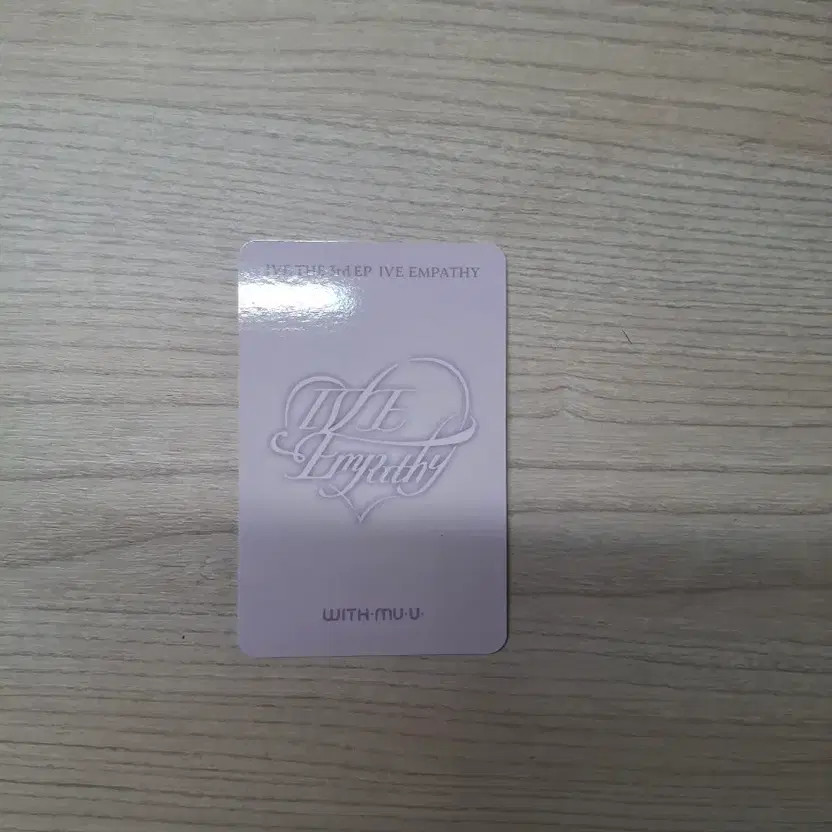 IVE THE 3rd EP IVE EMPATHY
IVE
Empathy
WITH·MU·U·